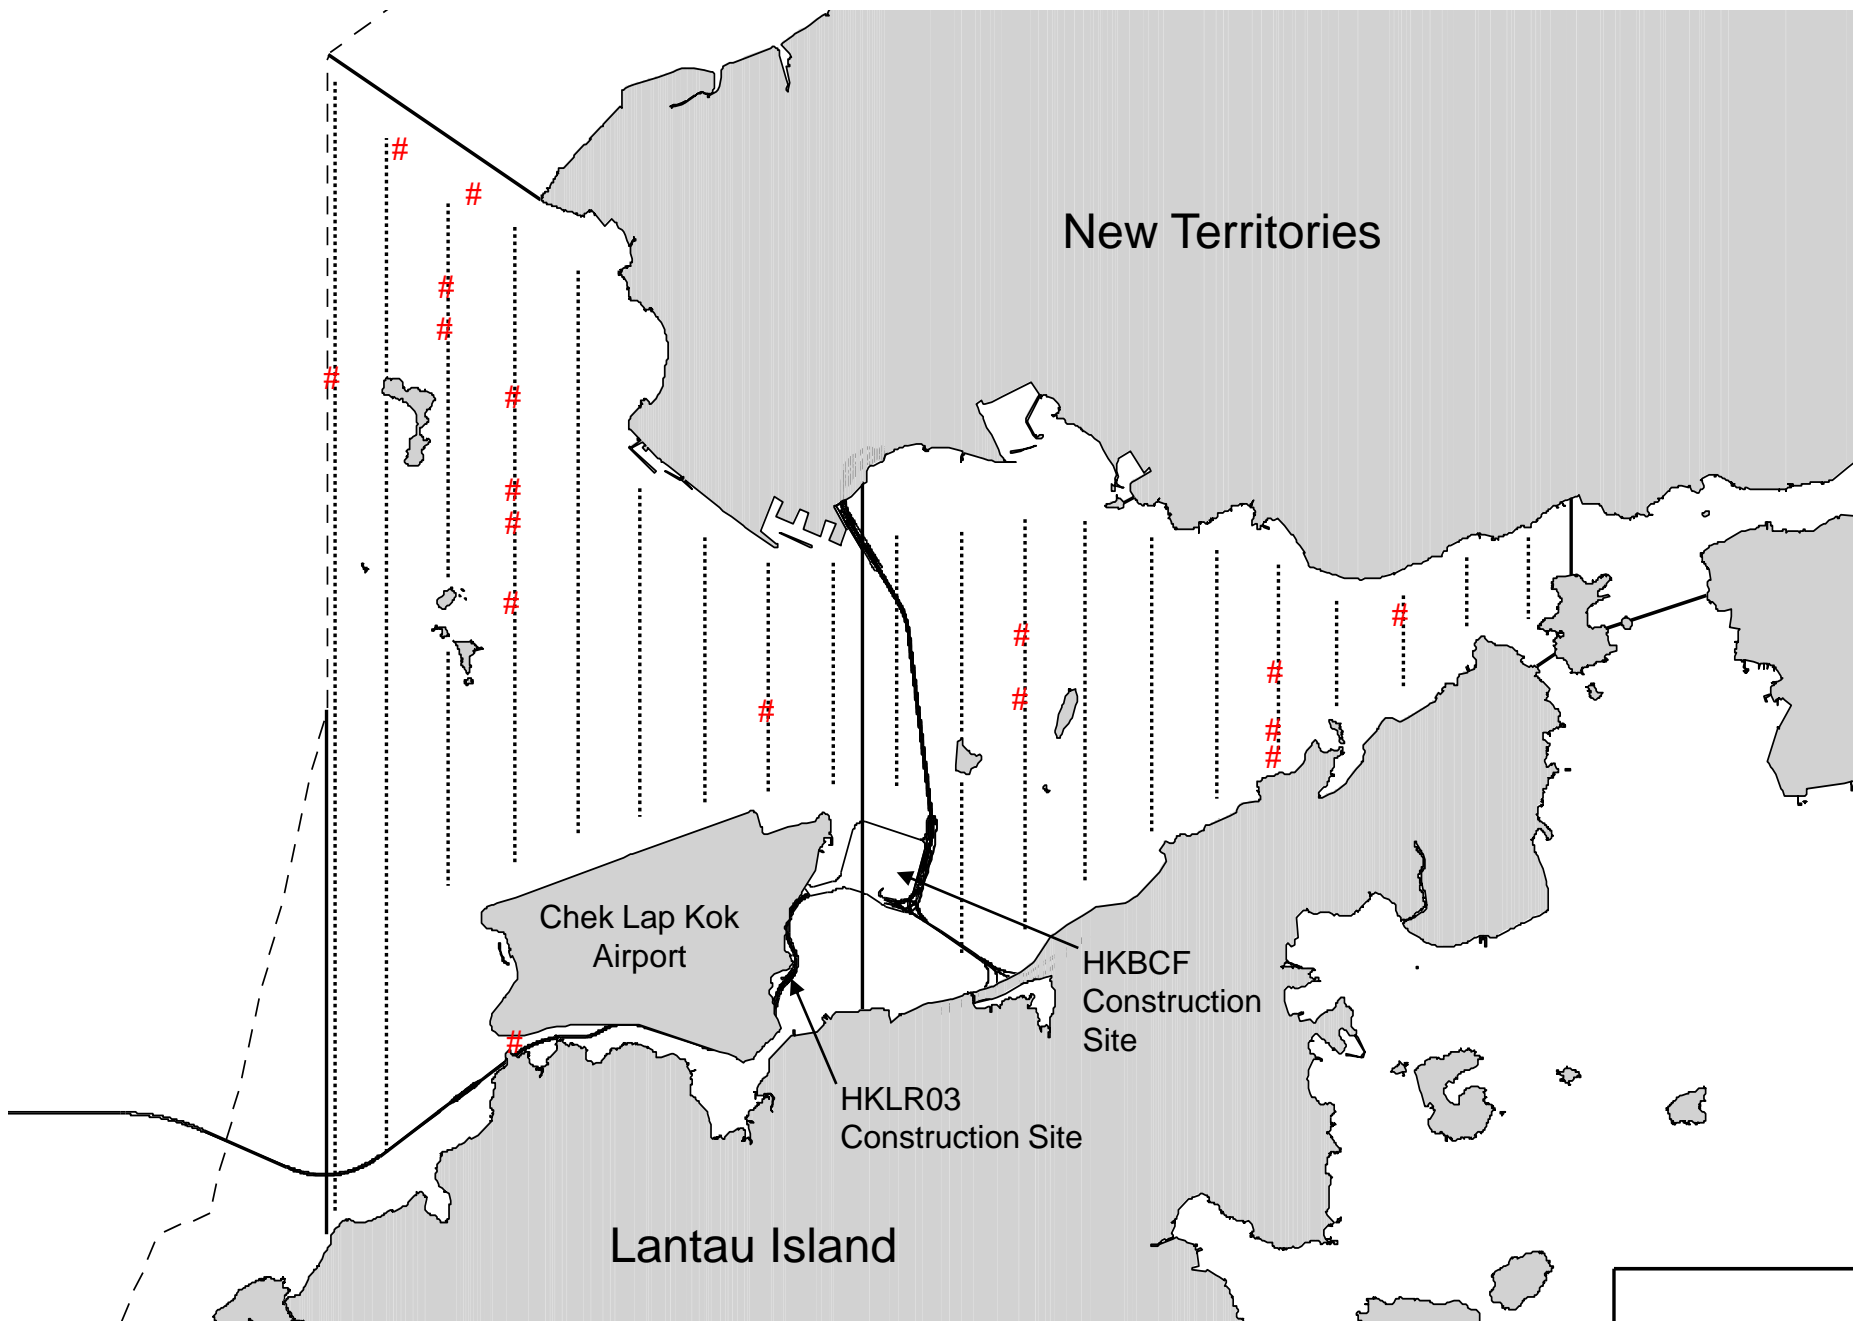 #
#
#
#
#
#
#
#
New Territories
#
#
#
#
#
#
#
#
#
Chek Lap Kok
Airport
HKBCF
Construction
Site
#
HKLR03
Construction Site
Lantau Island